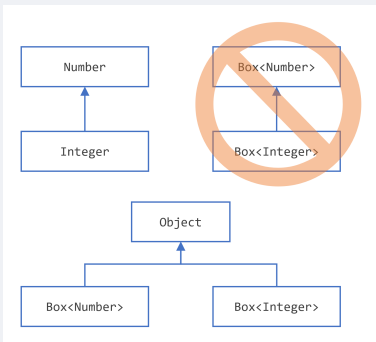 Number
Box<Number>
Integer
Box<Integer>
Object
Box<Number>
Box<Integer>